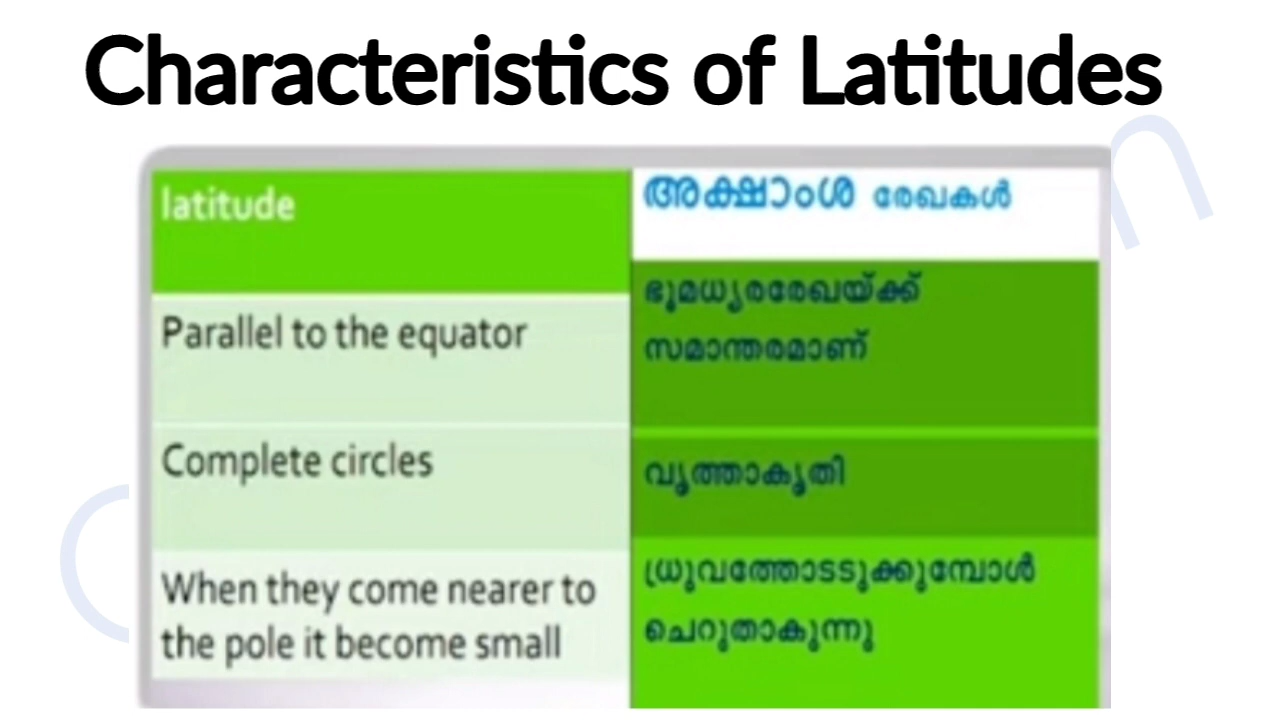 Characteristics of Latitudes
latitude
അക്ഷാംശ രേഖകൾ
Parallel to the equator
ഭൂമധ്യരരേഖയ്ക്ക്
സമാന്തരമാണ്
Complete circles
വൃത്താകൃതി
When they come nearer to
the pole it become small
ധ്രുവത്തോടടുക്കുമ്പോൾ
ചെറുതാകുന്നു